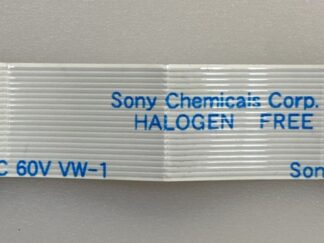 Sony Chemicals Corp.
HALOGEN FREE
C 60V VW-1 Son